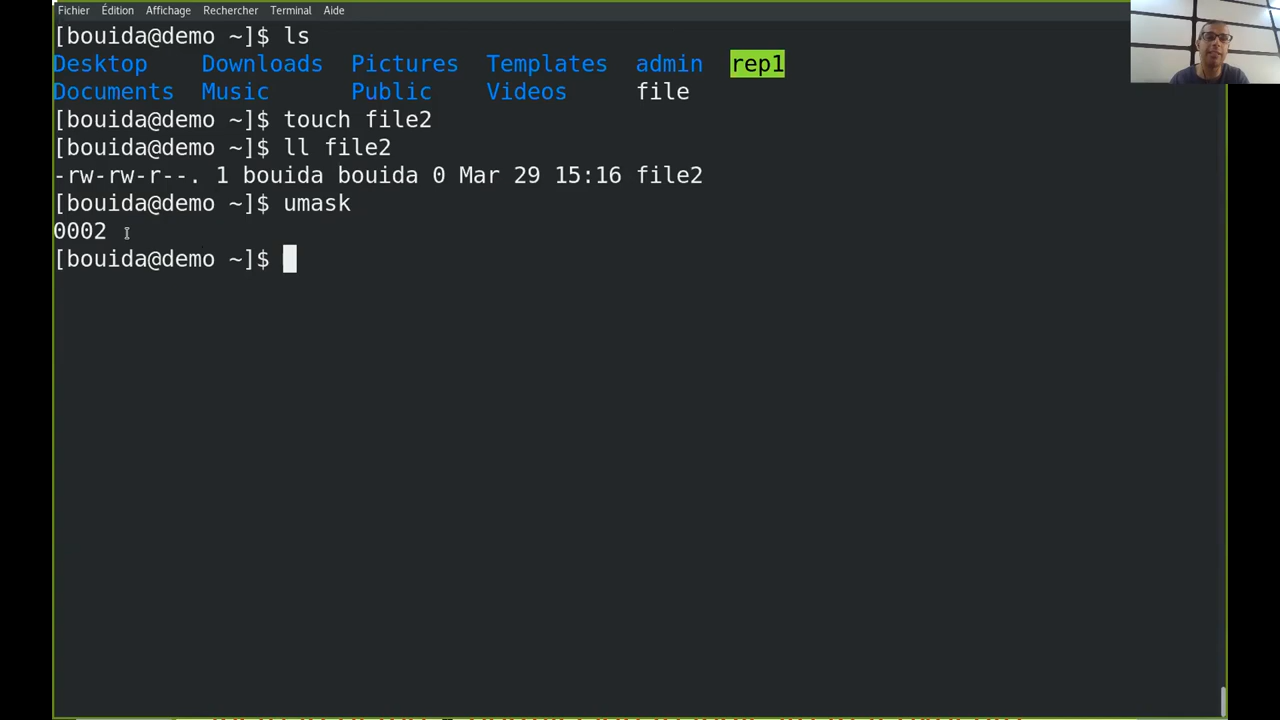 Fichier Édition Affichage Rechercher Terminal Aide
[bouida@demo ~]$ ls
Desktop Downloads Pictures Templates admin rep1
Documents Music Public Videos file
[bouida@demo ~]$ touch file2
[bouida@demo ~]$ ll file2
-rw-rw-r--. 1 bouida bouida 0 Mar 29 15:16 file2
[bouida@demo ~]$ umask
0002
[bouida@demo ~]$